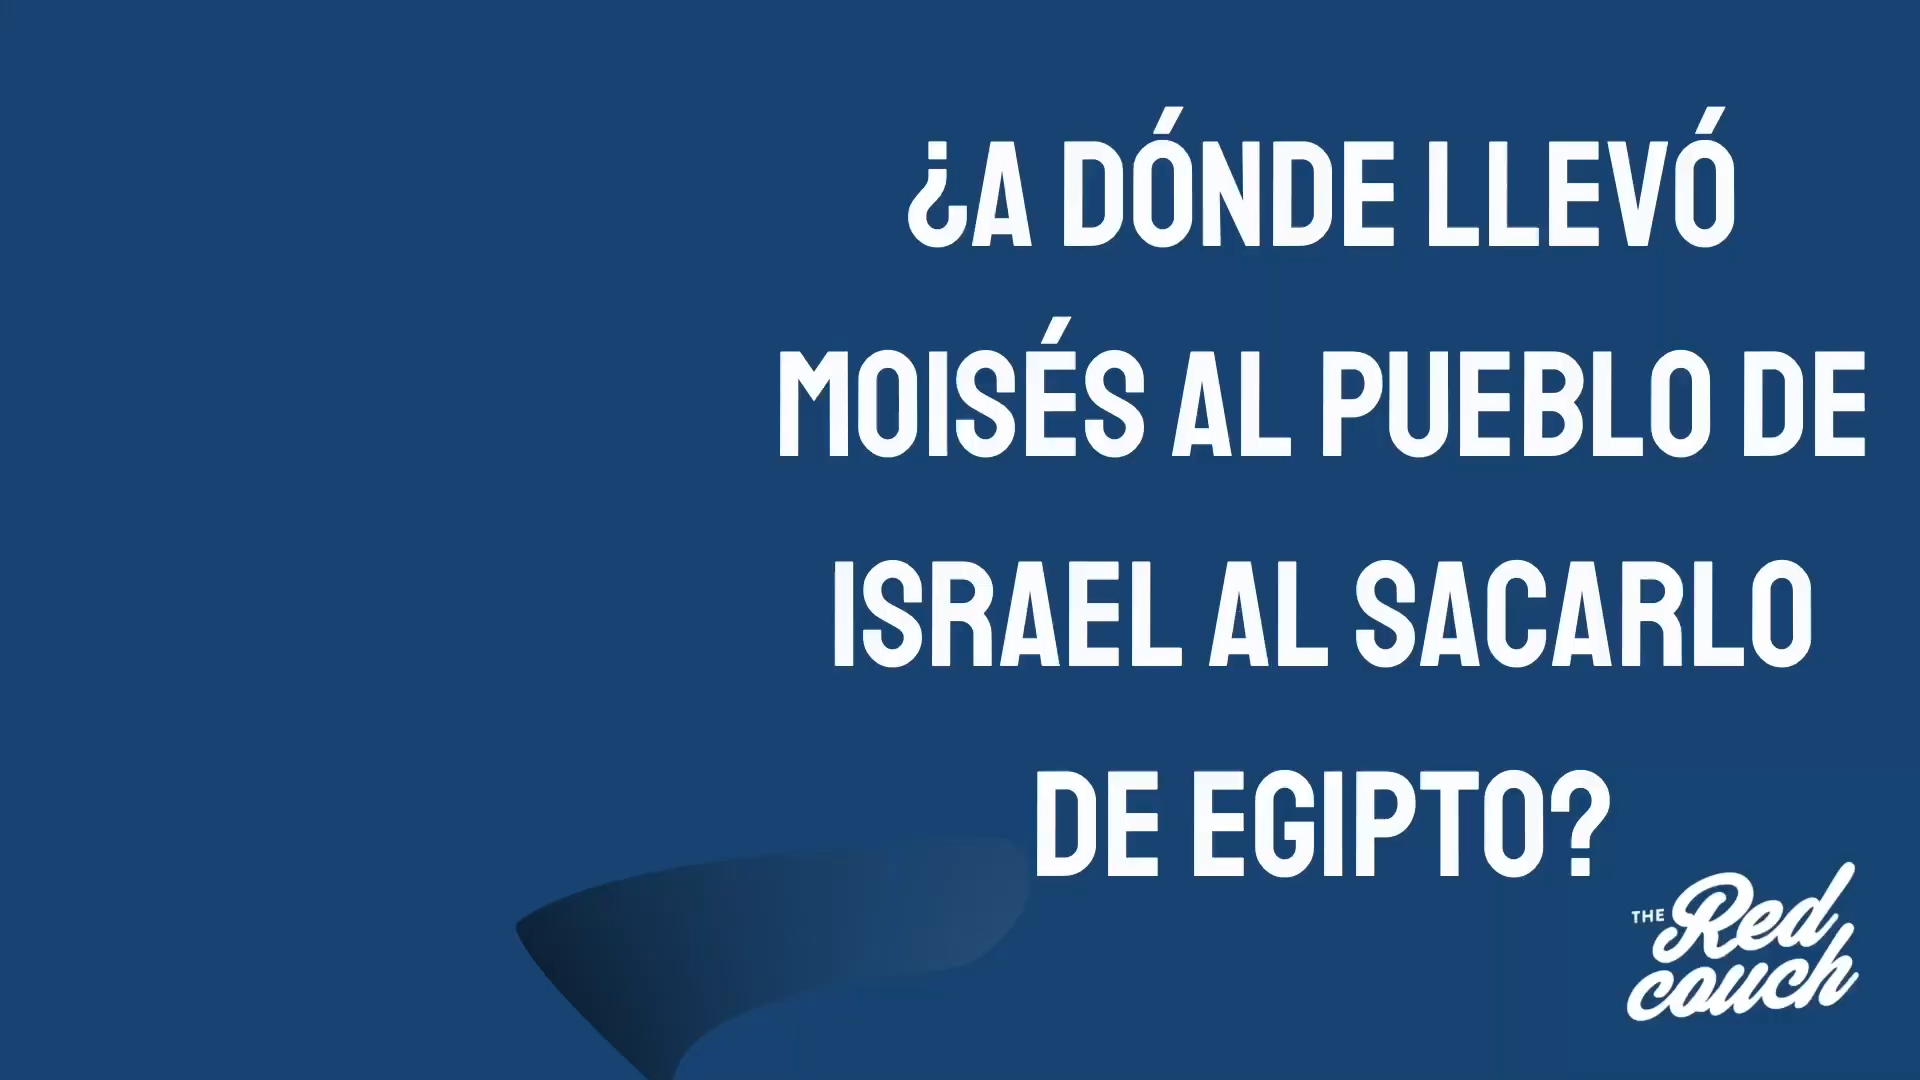 ¿A DÓNDE LLEVÓ
MOISÉS AL PUEBLO DE
ISRAEL AL SACARLO
DE EGIPTO?
THE Red
couch